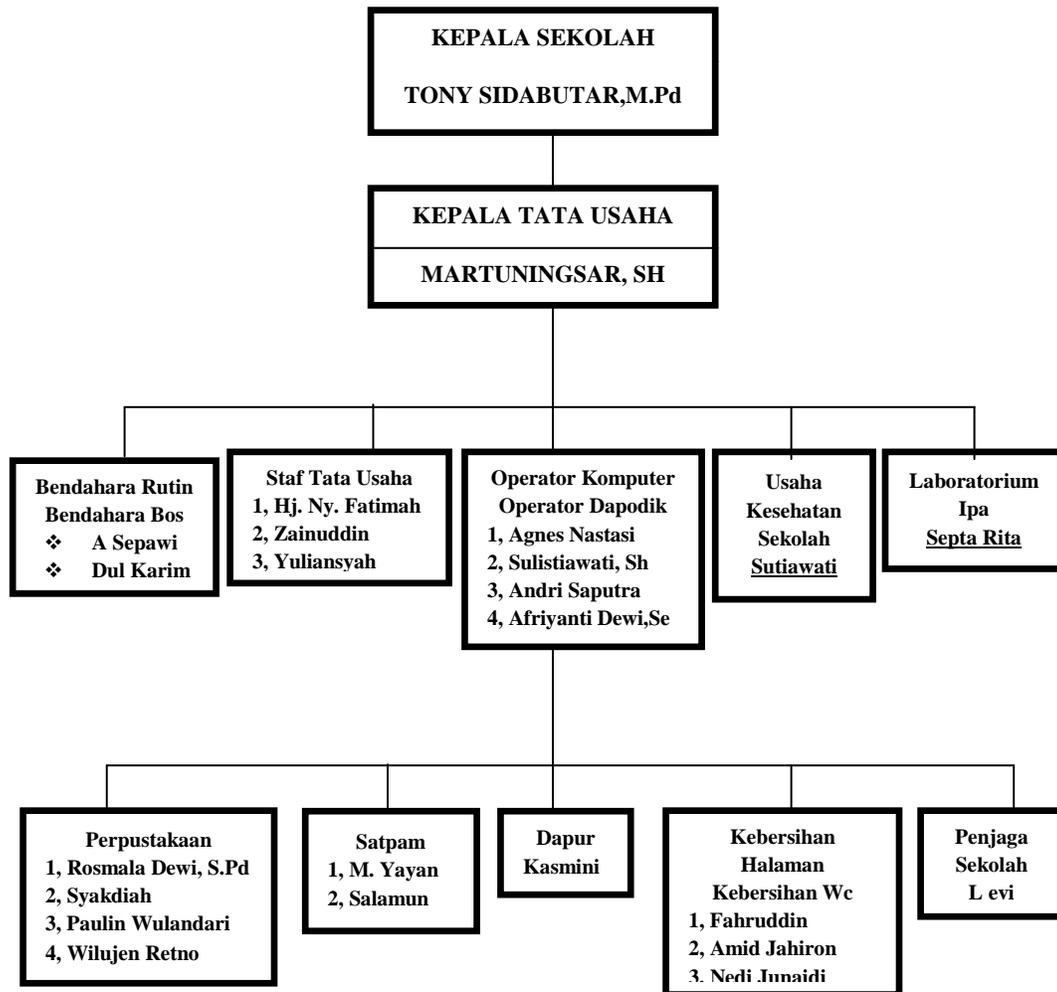 KEPALA SEKOLAH
TONY SIDABUTAR,M.Pd
KEPALA TATA USAHA
MARTUNINGSAR, SH
Bendahara Rutin
Bendahara Bos
❖ A Sepawi
❖ Dul Karim
Staf Tata Usaha
1, Hj. Ny. Fatimah
2, Zainuddin
3, Yuliansyah
Operator Komputer
Operator Dapodik
1, Agnes Nastasi
2, Sulistiawati, Sh
3, Andri Saputra
4, Afriyanti Dewi,Se
Usaha
Kesehatan
Sekolah
Sutiawati
Laboratorium
Ipa
Septa Rita
Perpustakaan
1, Rosmala Dewi, S.Pd
2, Syakdiah
3, Paulin Wulandari
4, Wilujen Retno
Satpam
1, M. Yayan
2, Salamun
Dapur
Kasmini
Kebersihan
Halaman
Kebersihan Wc
1, Fahruddin
2, Amid Jahiron
3. Nedi Junaidi
Penjaga
Sekolah
L evi